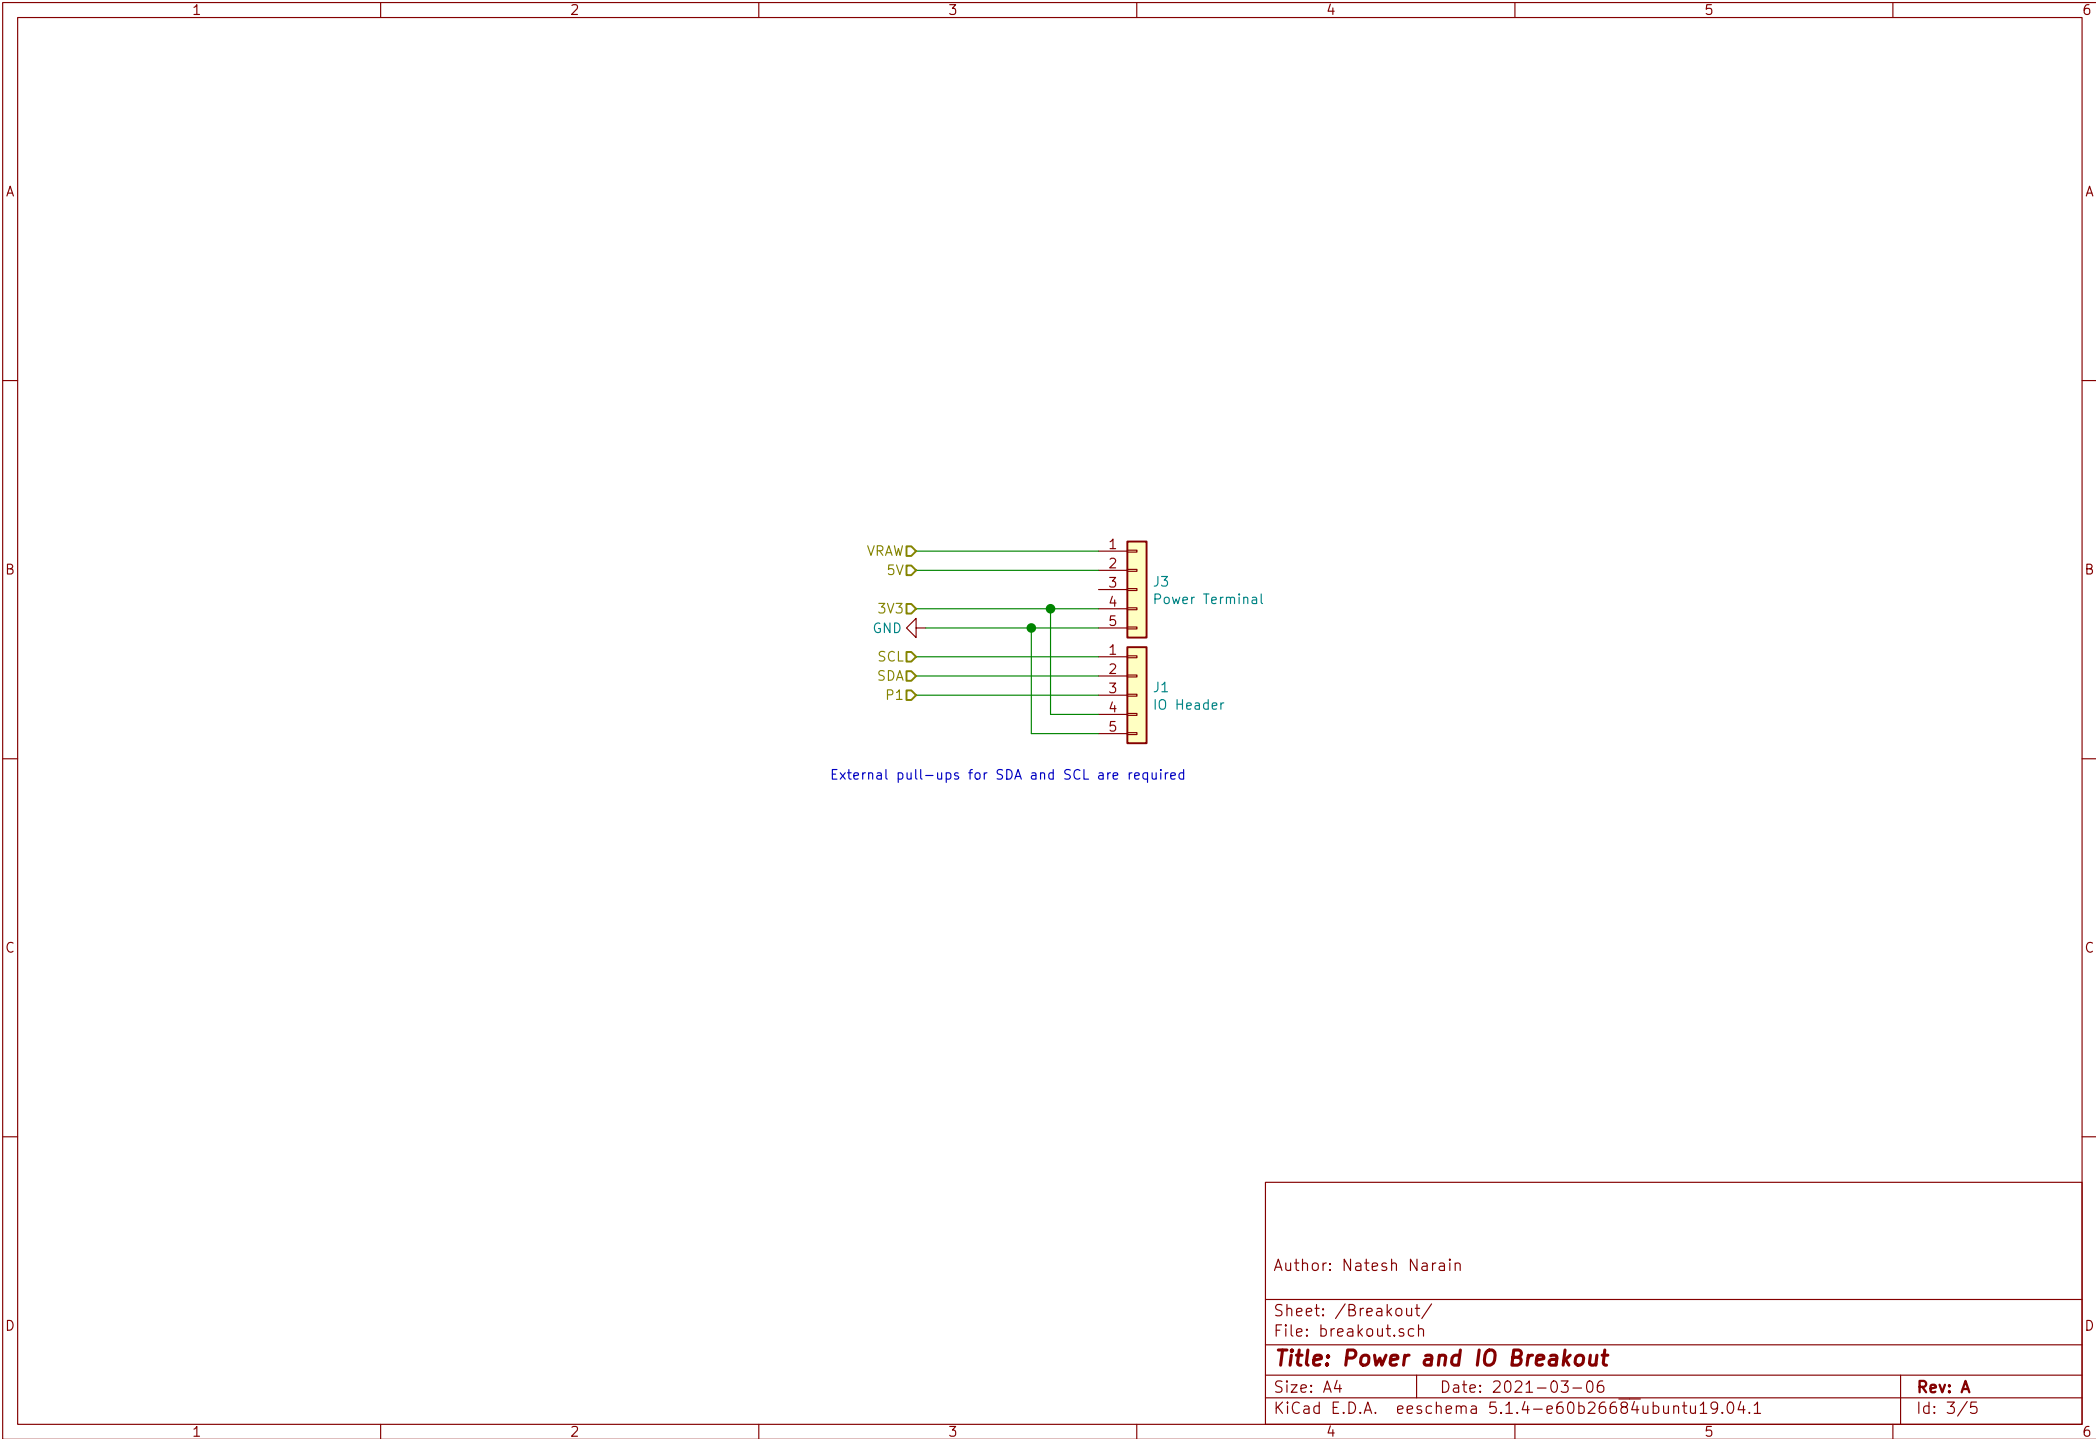 1 2 3 4 5 6
A A
VRAW 1
5V 2
3
J3
Power Terminal
3V3 4
GND 5
B B
SCL 1
SDA 2
P1 3
J1
IO Header
4
5
External pull-ups for SDA and SCL are required
C C
Author: Natesh Narain
Sheet: /Breakout/
File: breakout.sch
D D
Title: Power and IO Breakout
Size: A4 Date: 2021-03-06 Rev: A
KiCad E.D.A. eeschema 5.1.4-e60b26684ubuntu19.04.1 Id: 3/5
1 2 3 4 5 6